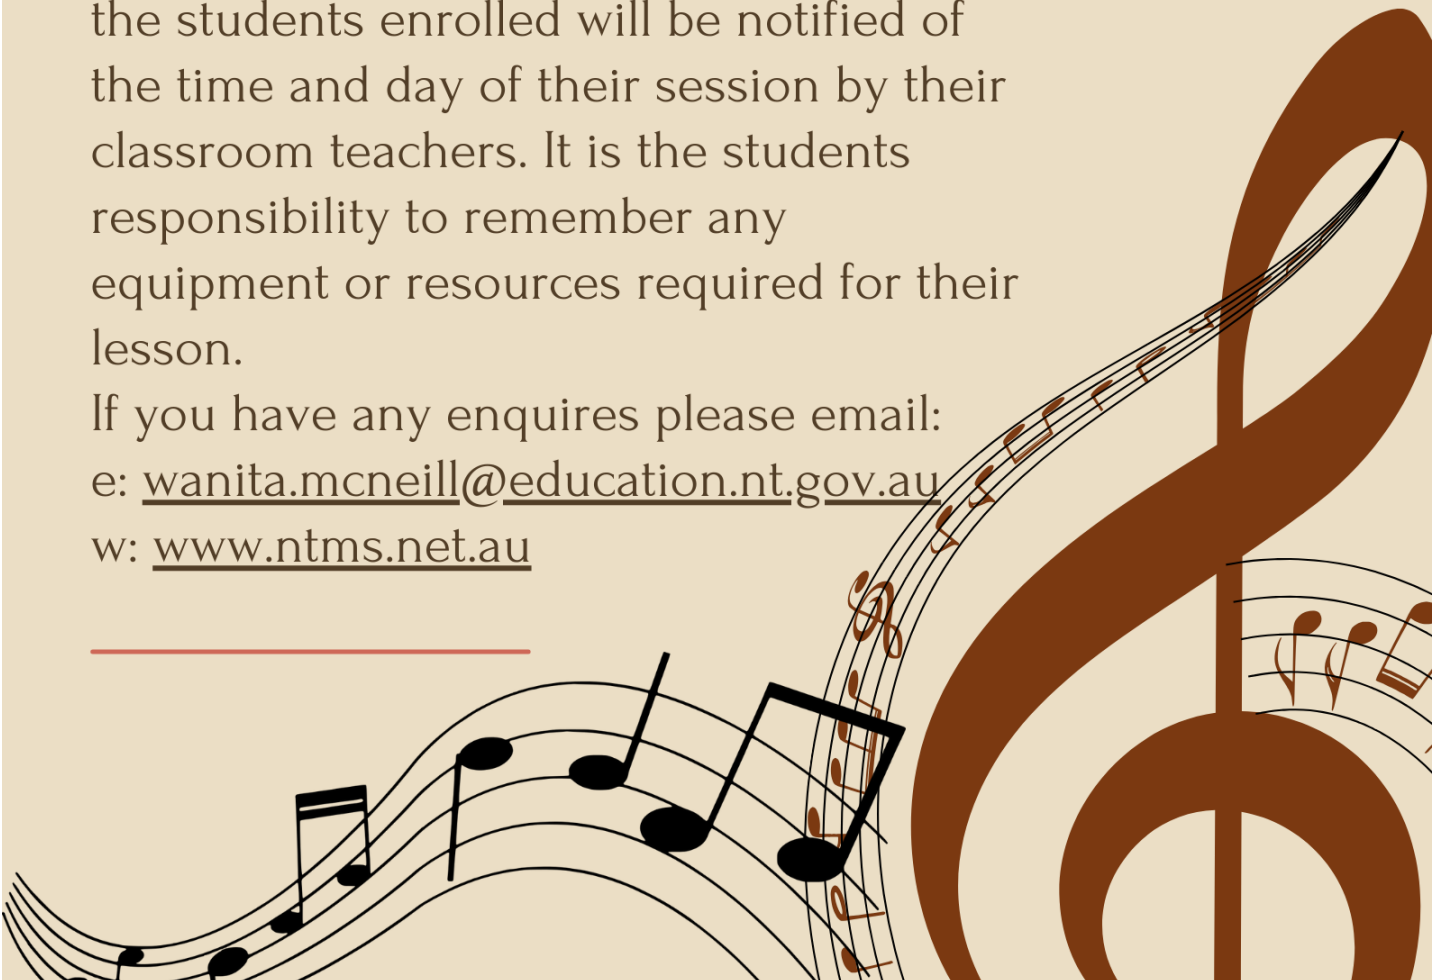 the students enrolled will be notified of
the time and day of their session by their
classroom teachers. It is the students
responsibility to remember any
equipment or resources required for their
lesson.
If you have any enquires please email:
e: wanita.mcneill@education.nt.gov.au
w: www.ntms.net.au